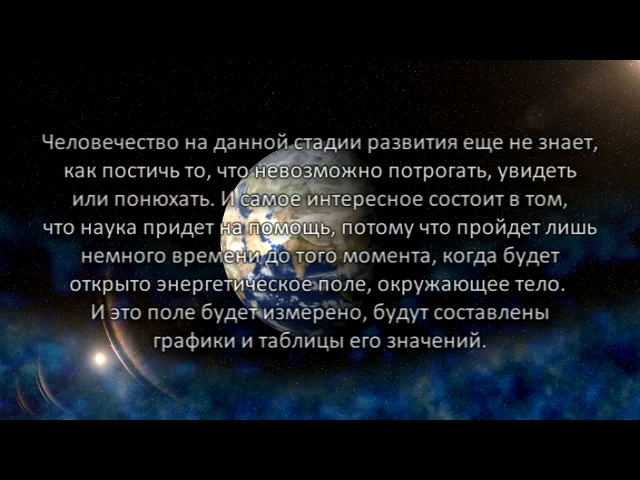 Человечество на данной стадии развития еще не знает,
как постичь то, что невозможно потрогать, увидеть
или понюхать. И самое интересное состоит в том,
что наука придет на помощь, потому что пройдет лишь
немного времени до того момента, когда будет
открыто энергетическое поле, окружающее тело.
И это поле будет измерено, будут составлены
графики и таблицы его значений.